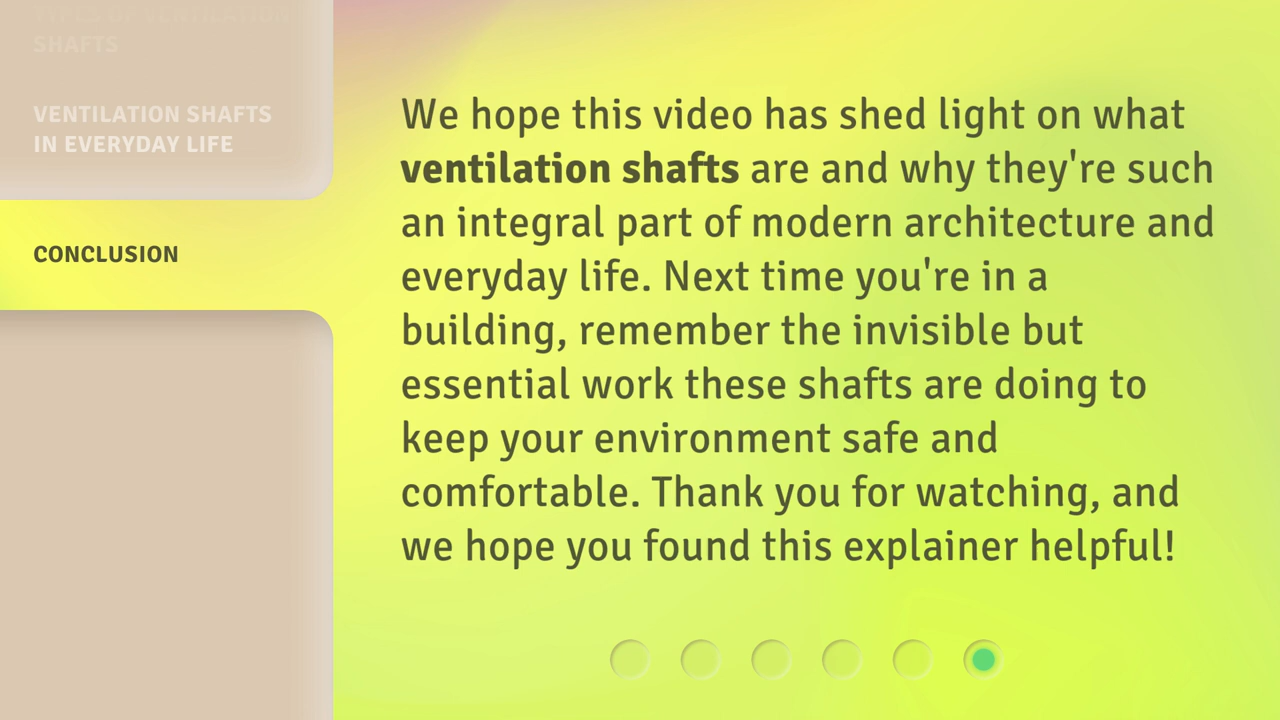 TYPES OF VENTILATION
SHAFTS
VENTILATION SHAFTS
IN EVERYDAY LIFE
CONCLUSION
We hope this video has shed light on what
ventilation shafts are and why they're such
an integral part of modern architecture and
everyday life. Next time you're in a
building, remember the invisible but
essential work these shafts are doing to
keep your environment safe and
comfortable. Thank you for watching, and
we hope you found this explainer helpful!